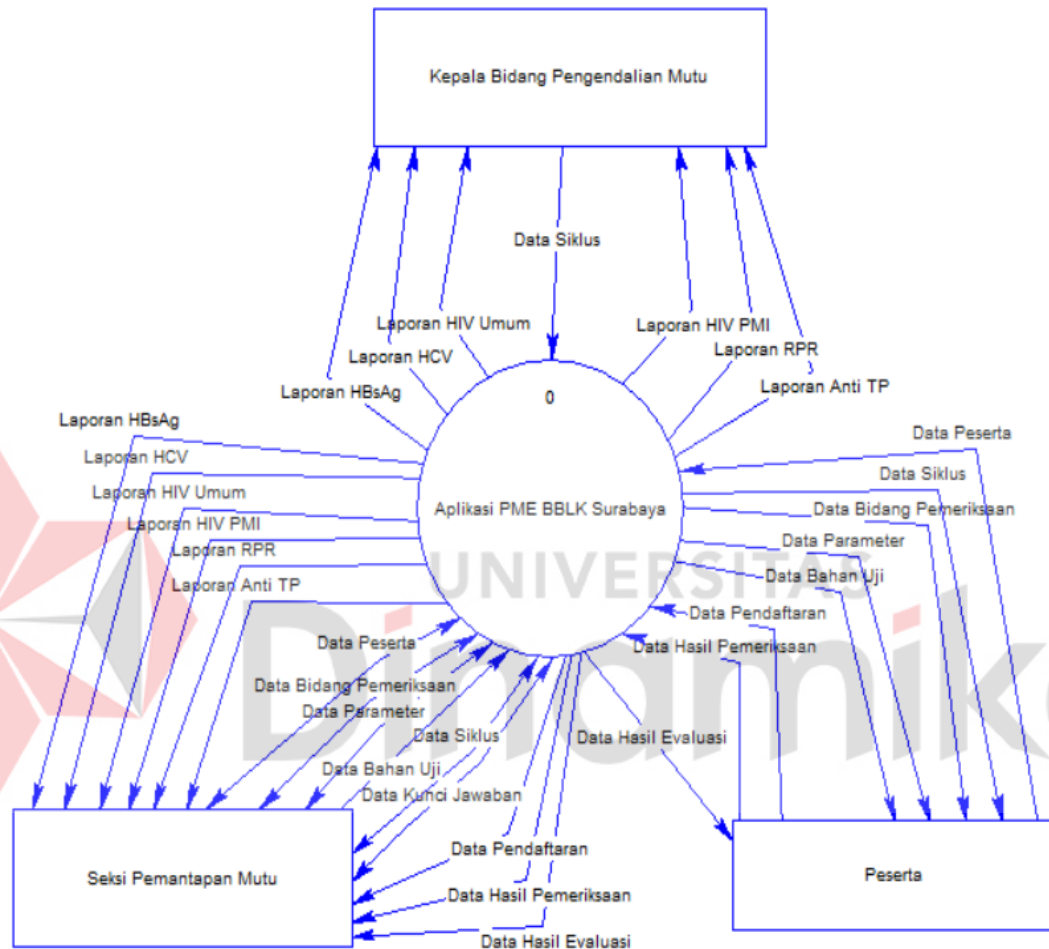 Kepala Bidang Pengendalian Mutu
Data Siklus
Laporan HIV Umum
Laporan HIV PMI
Laporan HCV
Laporan RPR
Laporan HBsAg
Laporan Anti TP
0
Aplikasi PME BBLK Surabaya
Laporan HBsAg
Laporan HCV
Laporan HIV Umum
Laporan HIV PMI
Laporan RPR
Laporan Anti TP
Data Peserta
Data Siklus
Data Bidang Pemeriksaan
Data Parameter
Data Bahan Uji
Data Pendaftaran
Data Hasil Pemeriksaan
UNIVERSITAS
Dinamika
Data Peserta
Data Bidang Pemeriksaan
Data Parameter
Data Siklus
Data Bahan Uji
Data Kunci Jawaban
Data Hasil Evaluasi
Data Pendaftaran
Data Hasil Pemeriksaan
Data Hasil Evaluasi
Seksi Pemantapan Mutu
Peserta